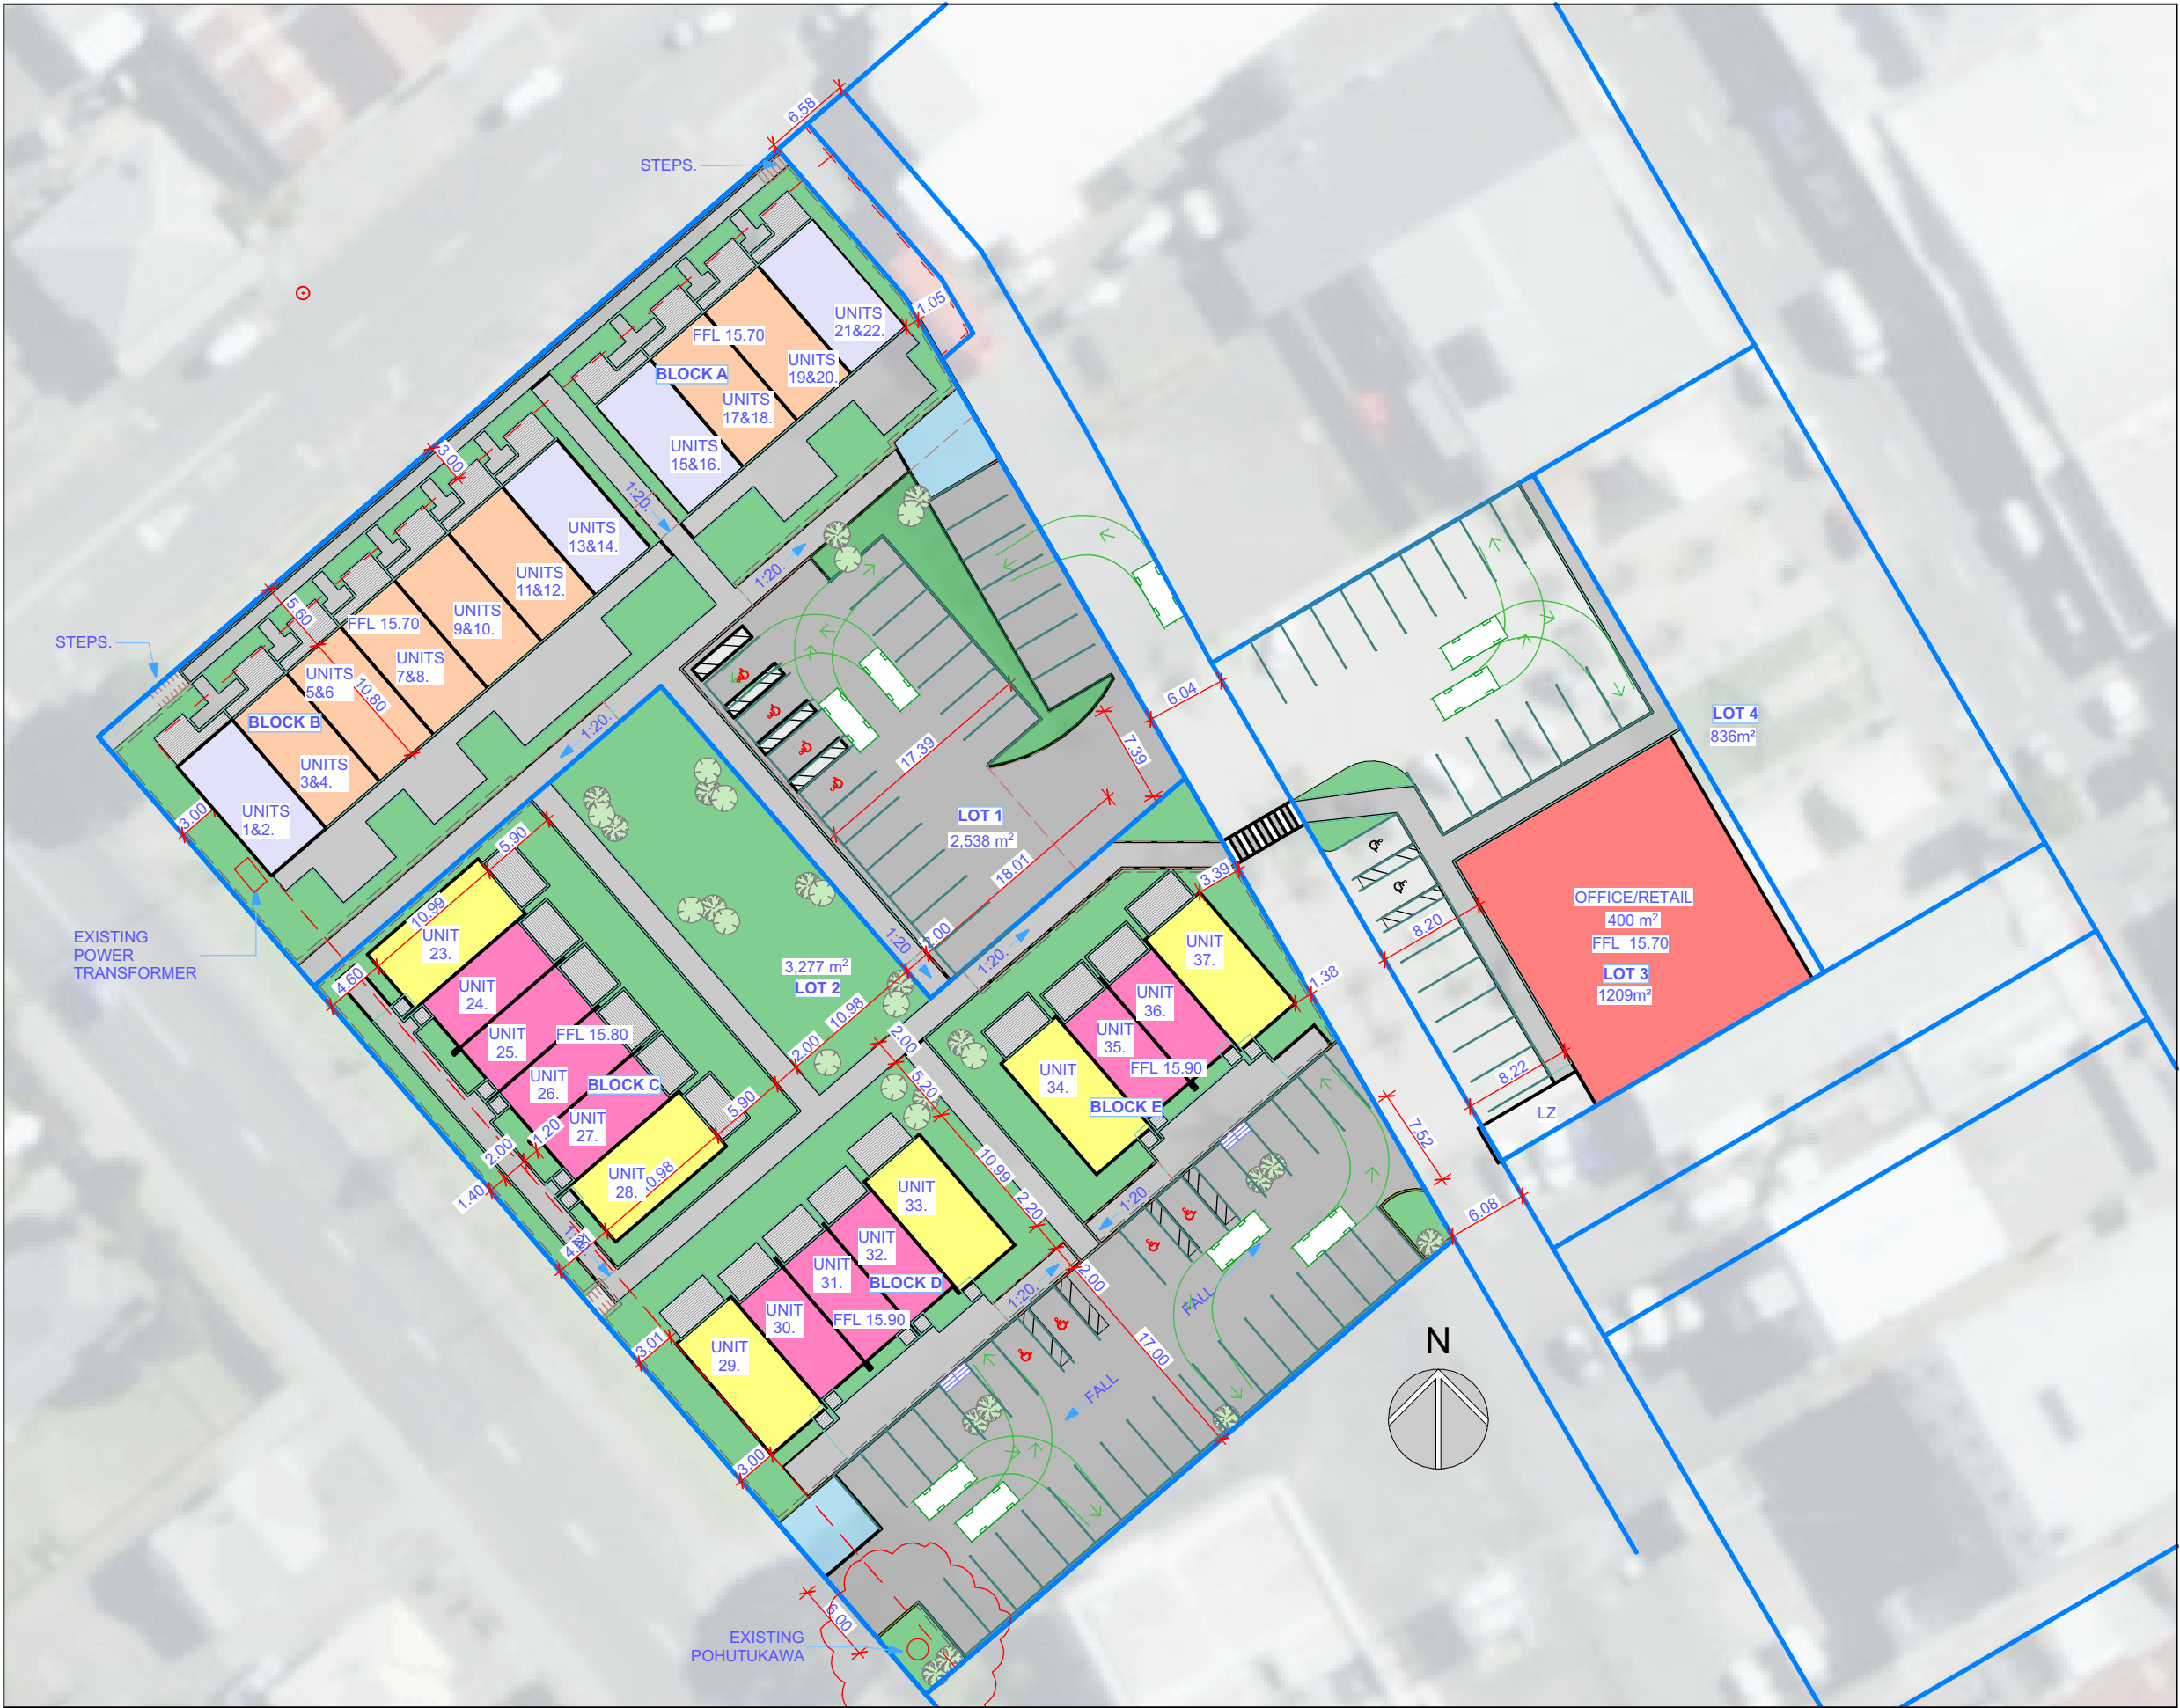 6.58
STEPS.
1.05
UNITS
21&22.
FFL 15.70
BLOCK A
UNITS
19&20.
UNITS
17&18.
UNITS
15&16.
3.00
1:20.
UNITS
13&14.
UNITS
11&12.
1:20.
5.60
FFL 15.70
UNITS
9&10.
UNITS
7&8.
STEPS.
UNITS
5&6
10.80
BLOCK B
UNITS
3&4.
UNITS
1&2.
3.00
1:20.
6.04
7.39
17.39
LOT 1
2,538 m²
18.01
LOT 4
836m²
EXISTING
POWER
TRANSFORMER
5.90
10.99
UNIT
23.
4.60
UNIT
24.
UNIT
25.
FFL 15.80
UNIT
26.
BLOCK C
UNIT
27.
UNIT
28.
10.98
5.90
2.00
10.98
3,277 m²
LOT 2
1:20.
2.00
1:20.
3.39
UNIT
37.
UNIT
36.
UNIT
35.
UNIT
34.
FFL 15.90
BLOCK E
1.38
8.20
OFFICE/RETAIL
400 m²
FFL 15.70
LOT 3
1209m²
8.22
LZ
7.52
6.08
2.00
5.20
10.99
2.20
2.00
1.20
2.00
1.40
UNIT
33.
UNIT
32.
UNIT
31.
BLOCK D
UNIT
30.
FFL 15.90
UNIT
29.
3.01
3.00
1:20.
1:20.
FALL
FALL
17.00
N
6.00
EXISTING
POHUTUKAWA